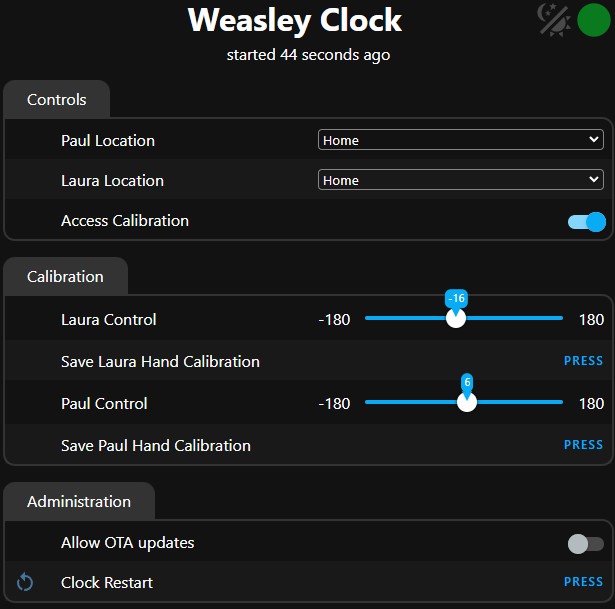 Weasley Clock
started 44 seconds ago
Controls
Paul Location Home
Laura Location Home
Access Calibration
Calibration
-16
Laura Control -180 180
Save Laura Hand Calibration PRESS
6
Paul Control -180 180
Save Paul Hand Calibration PRESS
Administration
Allow OTA updates
Clock Restart PRESS